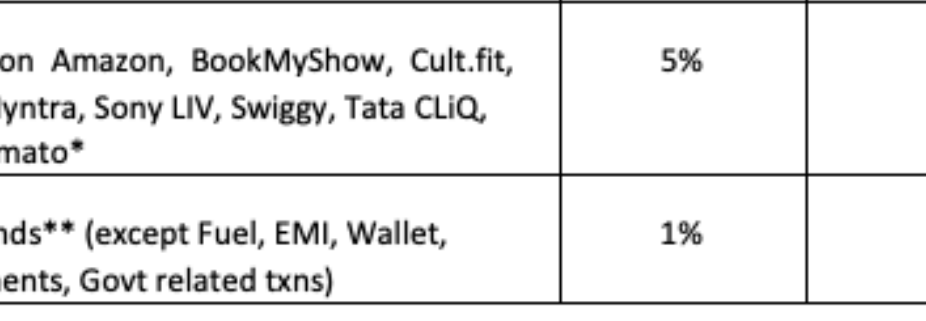 on Amazon, BookMyShow, Cult.fit, 5%
yntra, Sony LIV, Swiggy, Tata CLiQ,
mato*
nds** (except Fuel, EMI, Wallet, 1%
ents, Govt related txns)